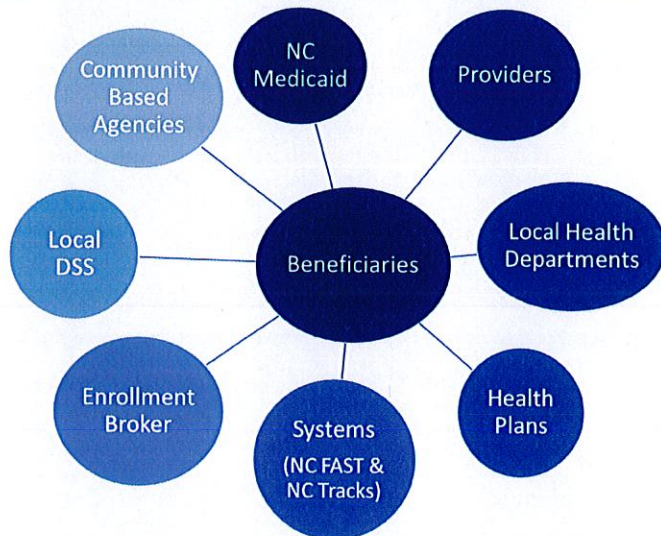 NC
Medicaid
Providers
Community
Based
Agencies
Local
DSS
Beneficiaries
Local Health
Departments
Enrollment
Broker
Systems
(NC FAST &
NC Tracks)
Health
Plans